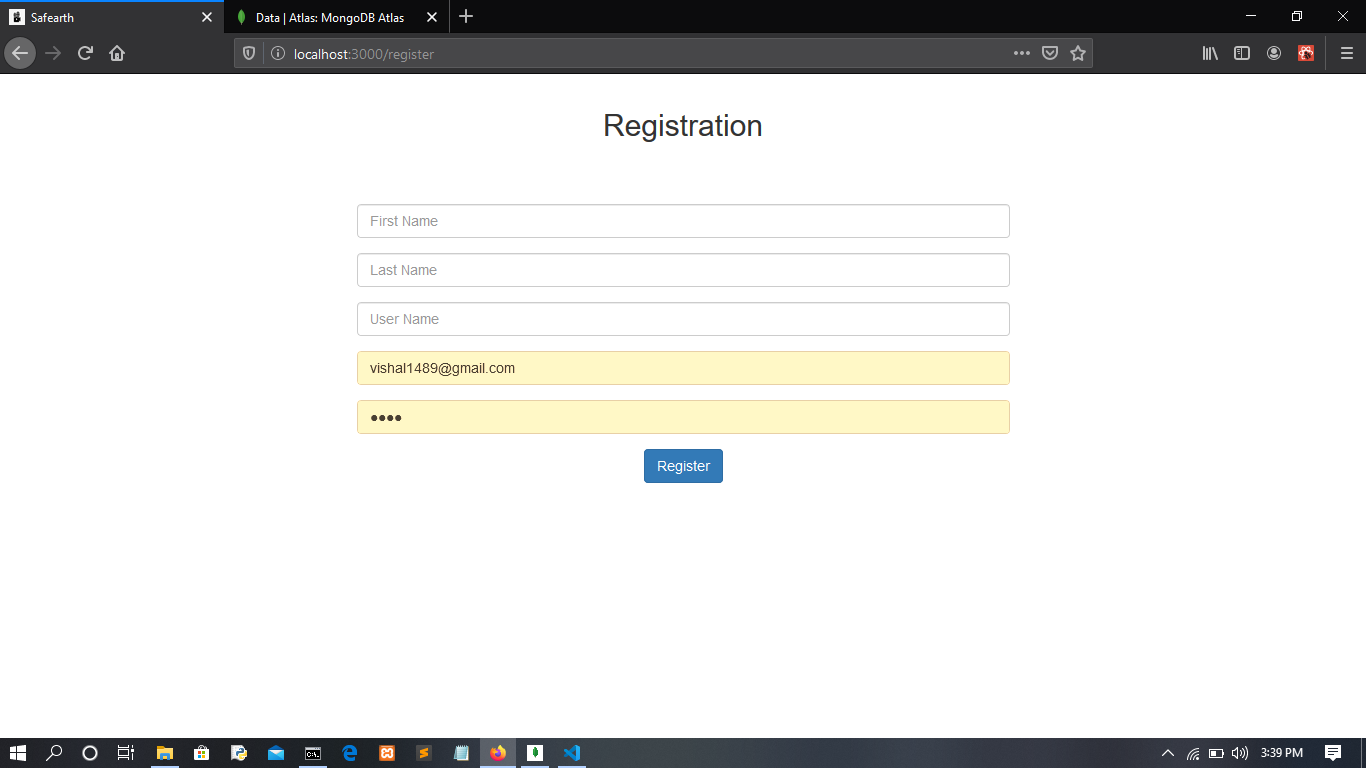 Safearth
Data | Atlas: MongoDB Atlas
localhost:3000/register
Registration
First Name
Last Name
User Name
vishal1489@gmail.com
●●●●
Register
3:39 PM